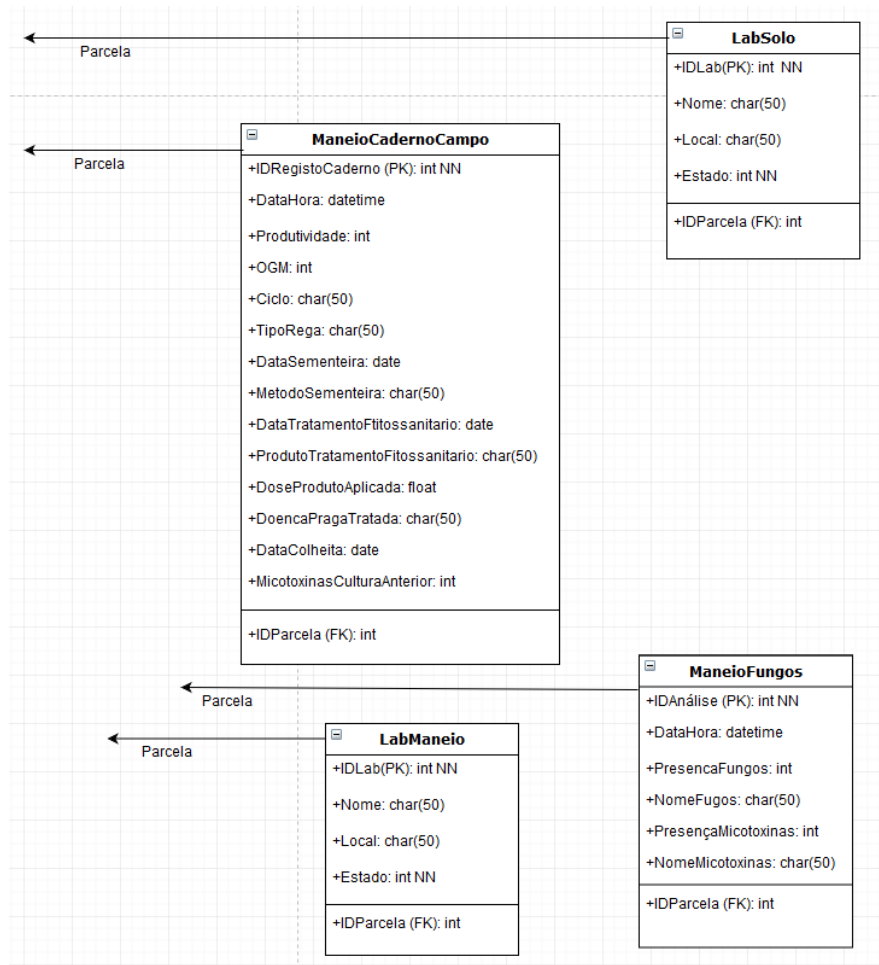 Parcela
LabSolo
+IDLab(PK): int NN
+Nome: char(50)
+Local: char(50)
+Estado: int NN
+IDParcela (FK): int
Parcela
ManeioCadernoCampo
+IDRegistoCaderno (PK): int NN
+DataHora: datetime
+Produtividade: int
+OGM: int
+Ciclo: char(50)
+TipoRega: char(50)
+DataSementeira: date
+MetodoSementeira: char(50)
+DataTratamentoFtitossanitario: date
+ProdutoTratamentoFitossanitario: char(50)
+DoseProdutoAplicada: float
+DoencaPragaTratada: char(50)
+DataColheita: date
+MicotoxinasCulturaAnterior: int
+IDParcela (FK): int
Parcela
ManeioFungos
+IDAnálise (PK): int NN
+DataHora: datetime
+PresencaFungos: int
+NomeFugos: char(50)
+PresençaMicotoxinas: int
+NomeMicotoxinas: char(50)
+IDParcela (FK): int
Parcela
LabManeio
+IDLab(PK): int NN
+Nome: char(50)
+Local: char(50)
+Estado: int NN
+IDParcela (FK): int